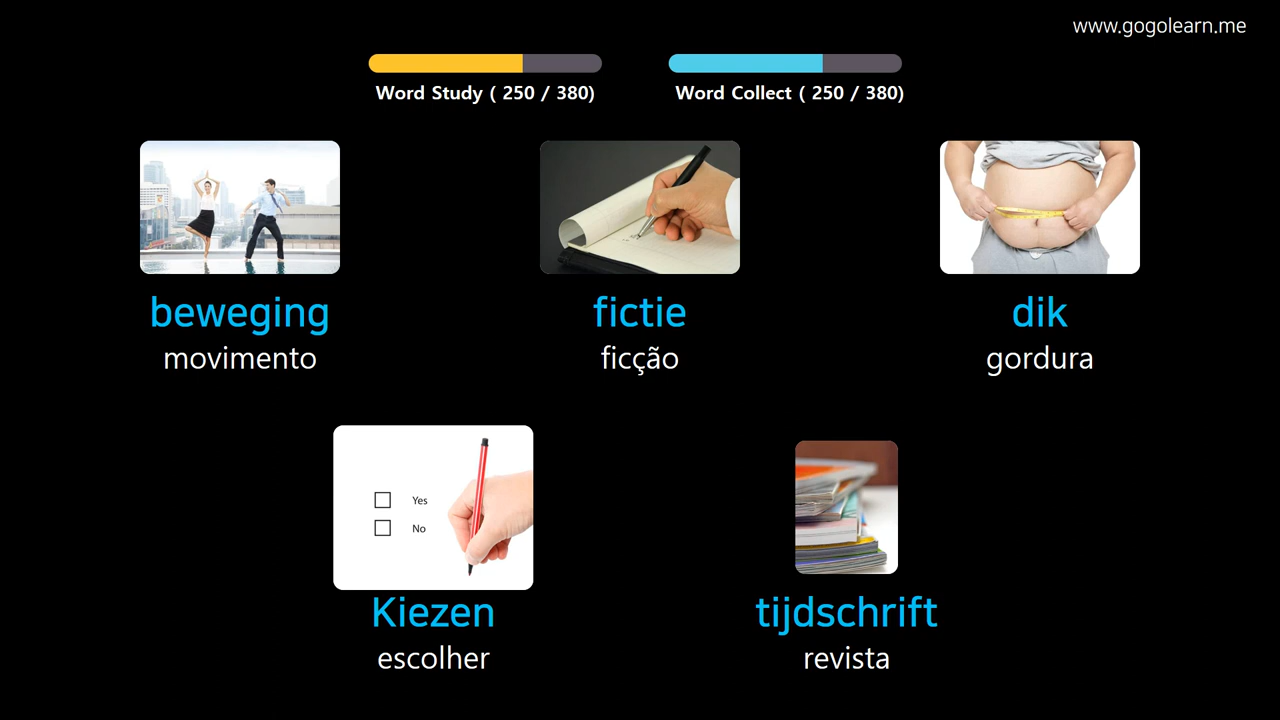 www.gogolearn.me
Word Study ( 250 / 380)
Word Collect ( 250 / 380)
beweging
movimento
fictie
ficção
dik
gordura
Yes
No
Kiezen
escolher
tijdschrift
revista